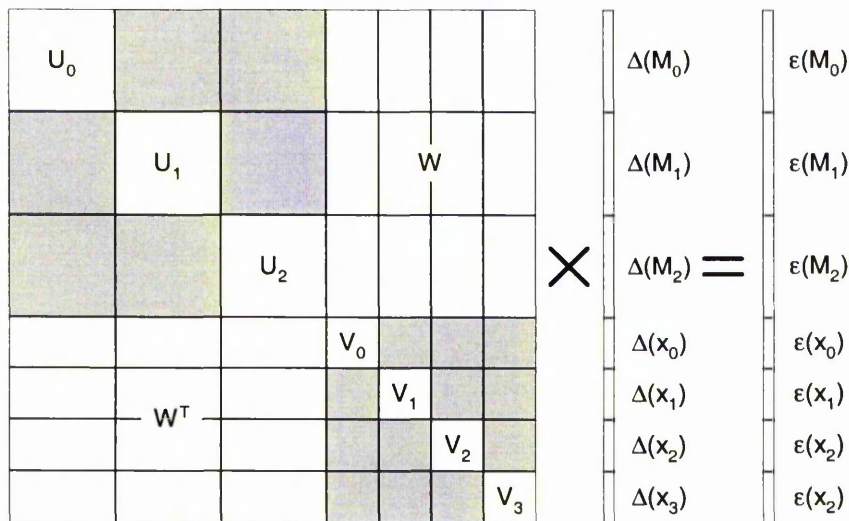 U₀ Δ(M₀) ε(M₀)
U₁ W Δ(M₁) ε(M₁)
U₂ × Δ(M₂) = ε(M₂)
V₀ Δ(x₀) ε(x₀)
V₁ Δ(x₁) ε(x₁)
Wᵀ
V₂ Δ(x₂) ε(x₂)
V₃ Δ(x₃) ε(x₂)